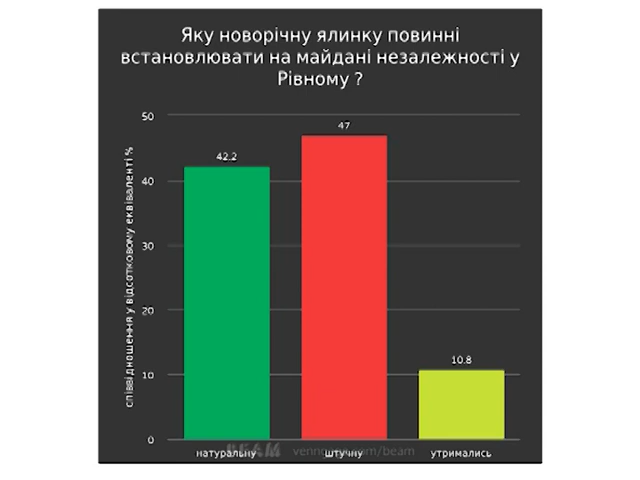 Яку новорічну ялинку повинні
встановлювати на майдані незалежності у
Рівному ?
співвідношення у відсотковому еквіваленті %
50
40
30
20
10
0
42.2
47
10.8
натуральну
штучну
утримались
BEAM